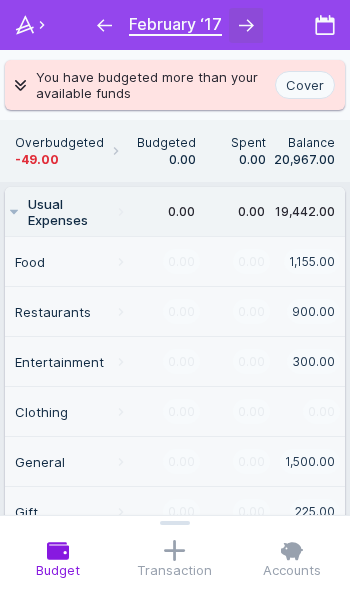 February ‘17
You have budgeted more than your
available funds
Cover
Overbudgeted Budgeted Spent Balance
-49.00 0.00 0.00 20,967.00
Usual
Expenses 0.00 0.00 19,442.00
Food 0.00 0.00 1,155.00
Restaurants 0.00 0.00 900.00
Entertainment 0.00 0.00 300.00
Clothing 0.00 0.00 0.00
General 0.00 0.00 1,500.00
Gift 0.00 0.00 225.00
Budget Transaction Accounts